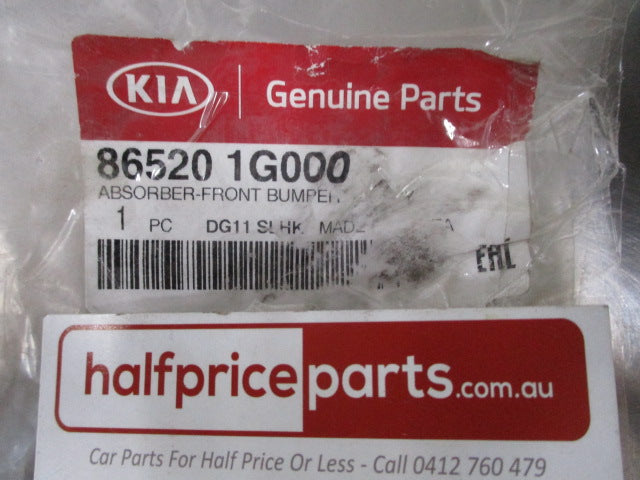 KIA Genuine Parts
86520 1G000
ABSORBER-FRONT BUMPER
1 PC DG11 MADE
EAC
halfpriceparts.com.au
Car Parts For Half Price Or Less - Call 0412 760 479